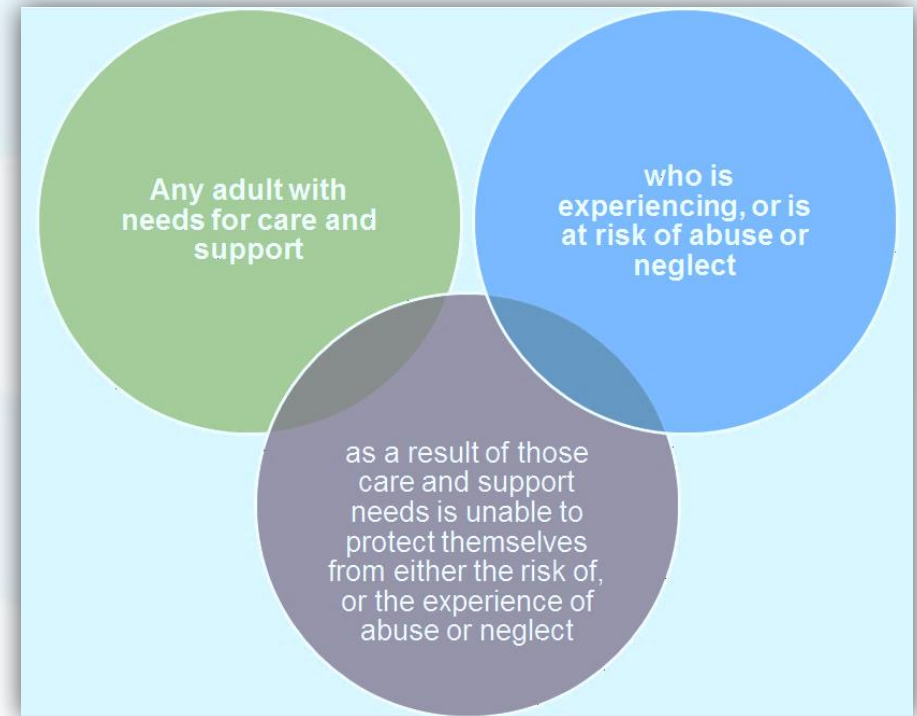 Any adult with
needs for care and
support
who is
experiencing, or is
at risk of abuse or
neglect
as a result of those
care and support
needs is unable to
protect themselves
from either the risk of,
or the experience of
abuse or neglect